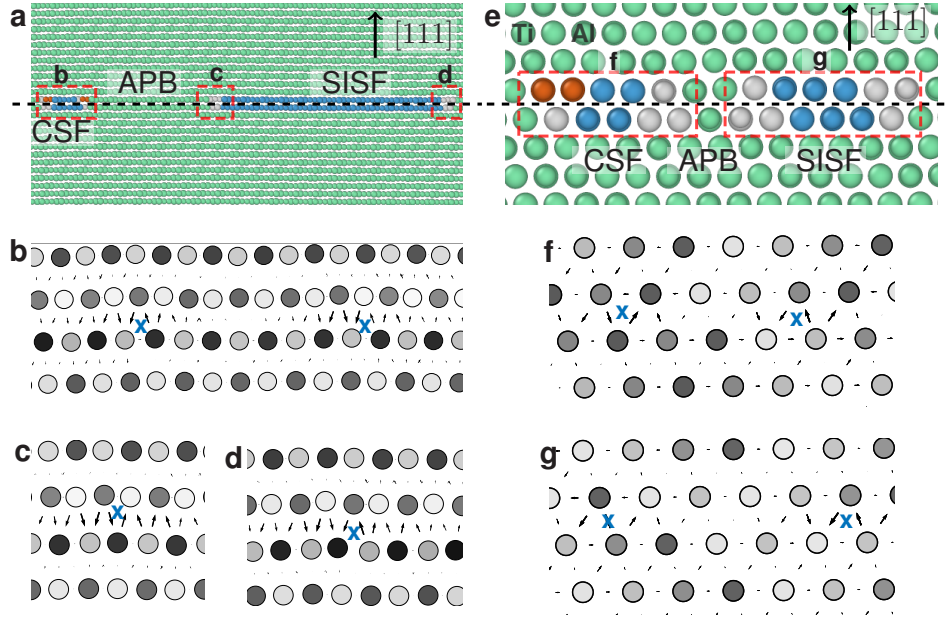 a
[111]
b
APB
c
SISF
d
CSF
e
Ti
Al
[111]
f
g
CSF
APB
SISF
b
x
x
f
x
x
c
x
d
x
g
x
x